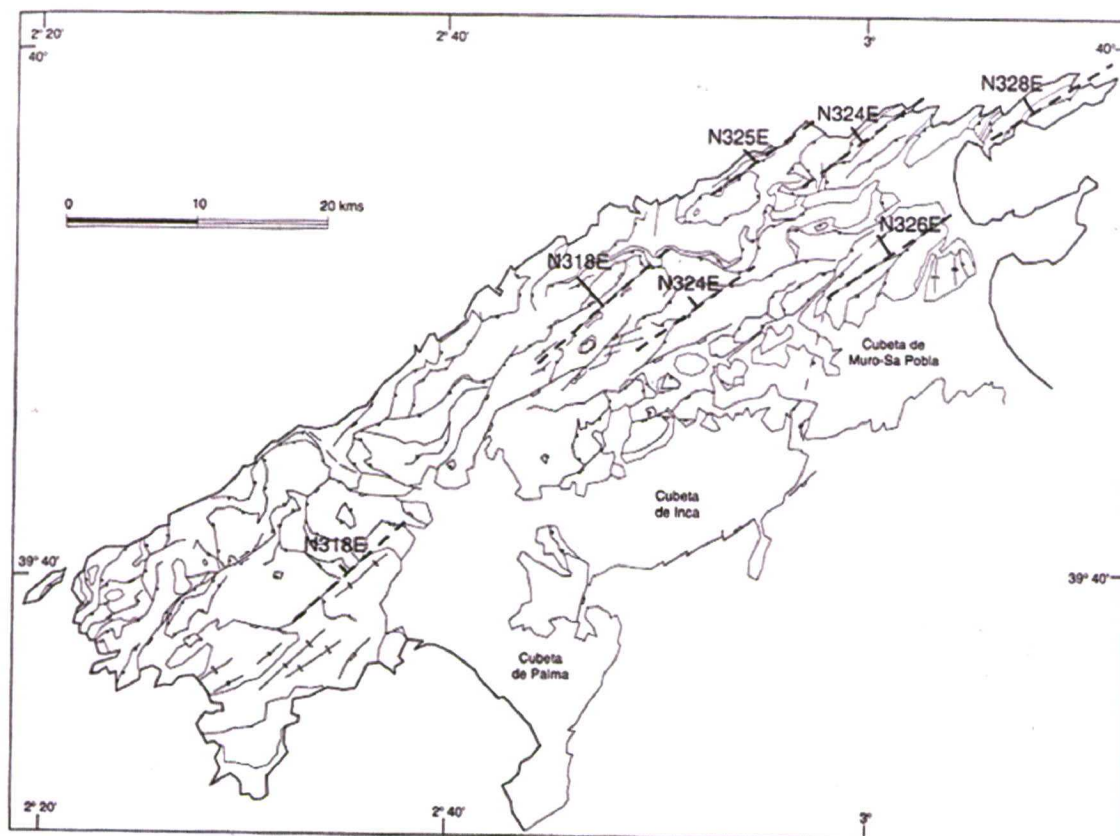 2° 20'
2° 40'
3°
40°
40°
N328E
N324E
N325E
0 10 20 kms
N326E
N318E
N324E
Cubeta de
Muro-Sa Pobla
Cubeta
de Inca
N318E
39° 40'
39° 40'
Cubeta
de Palma
2° 20'
2° 40'
3°